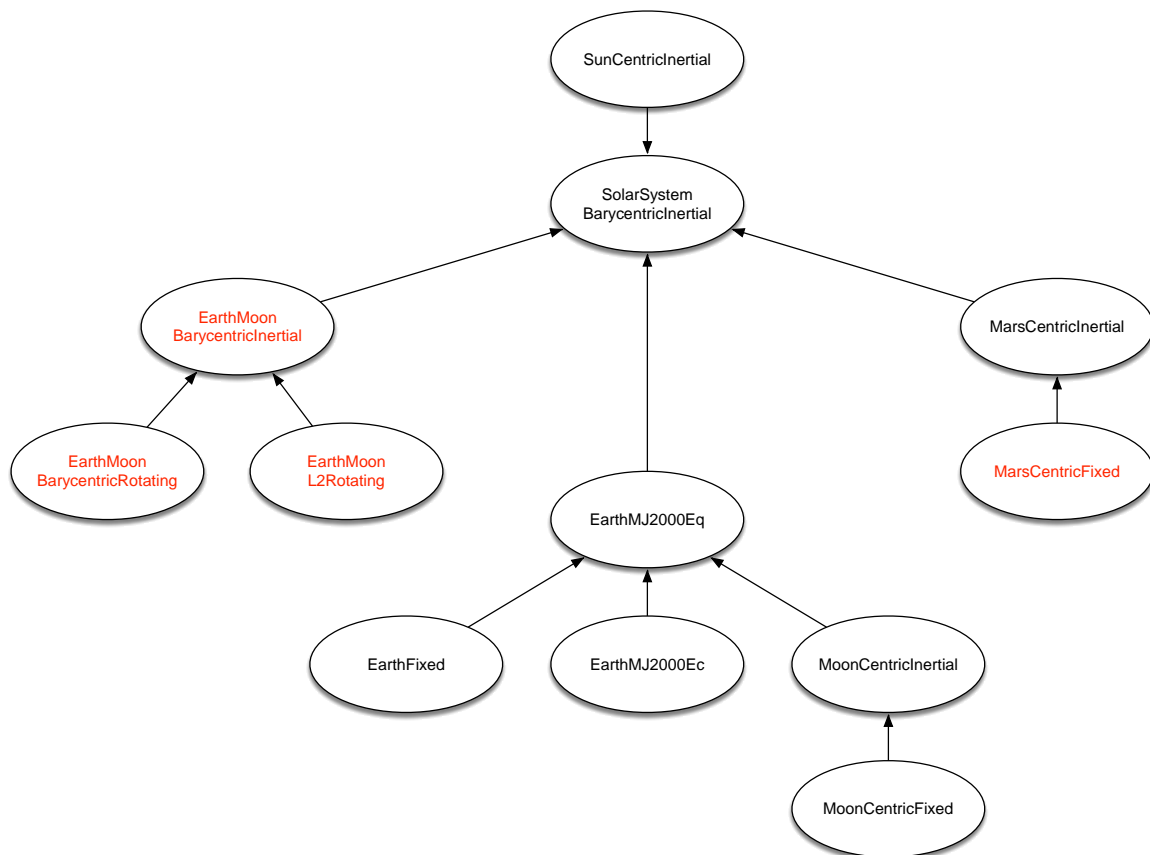 SunCentricInertial
SolarSystem
BarycentricInertial
EarthMoon
BarycentricInertial
MarsCentricInertial
EarthMoon
BarycentricRotating
EarthMoon
L2Rotating
MarsCentricFixed
EarthMJ2000Eq
EarthFixed
EarthMJ2000Ec
MoonCentricInertial
MoonCentricFixed